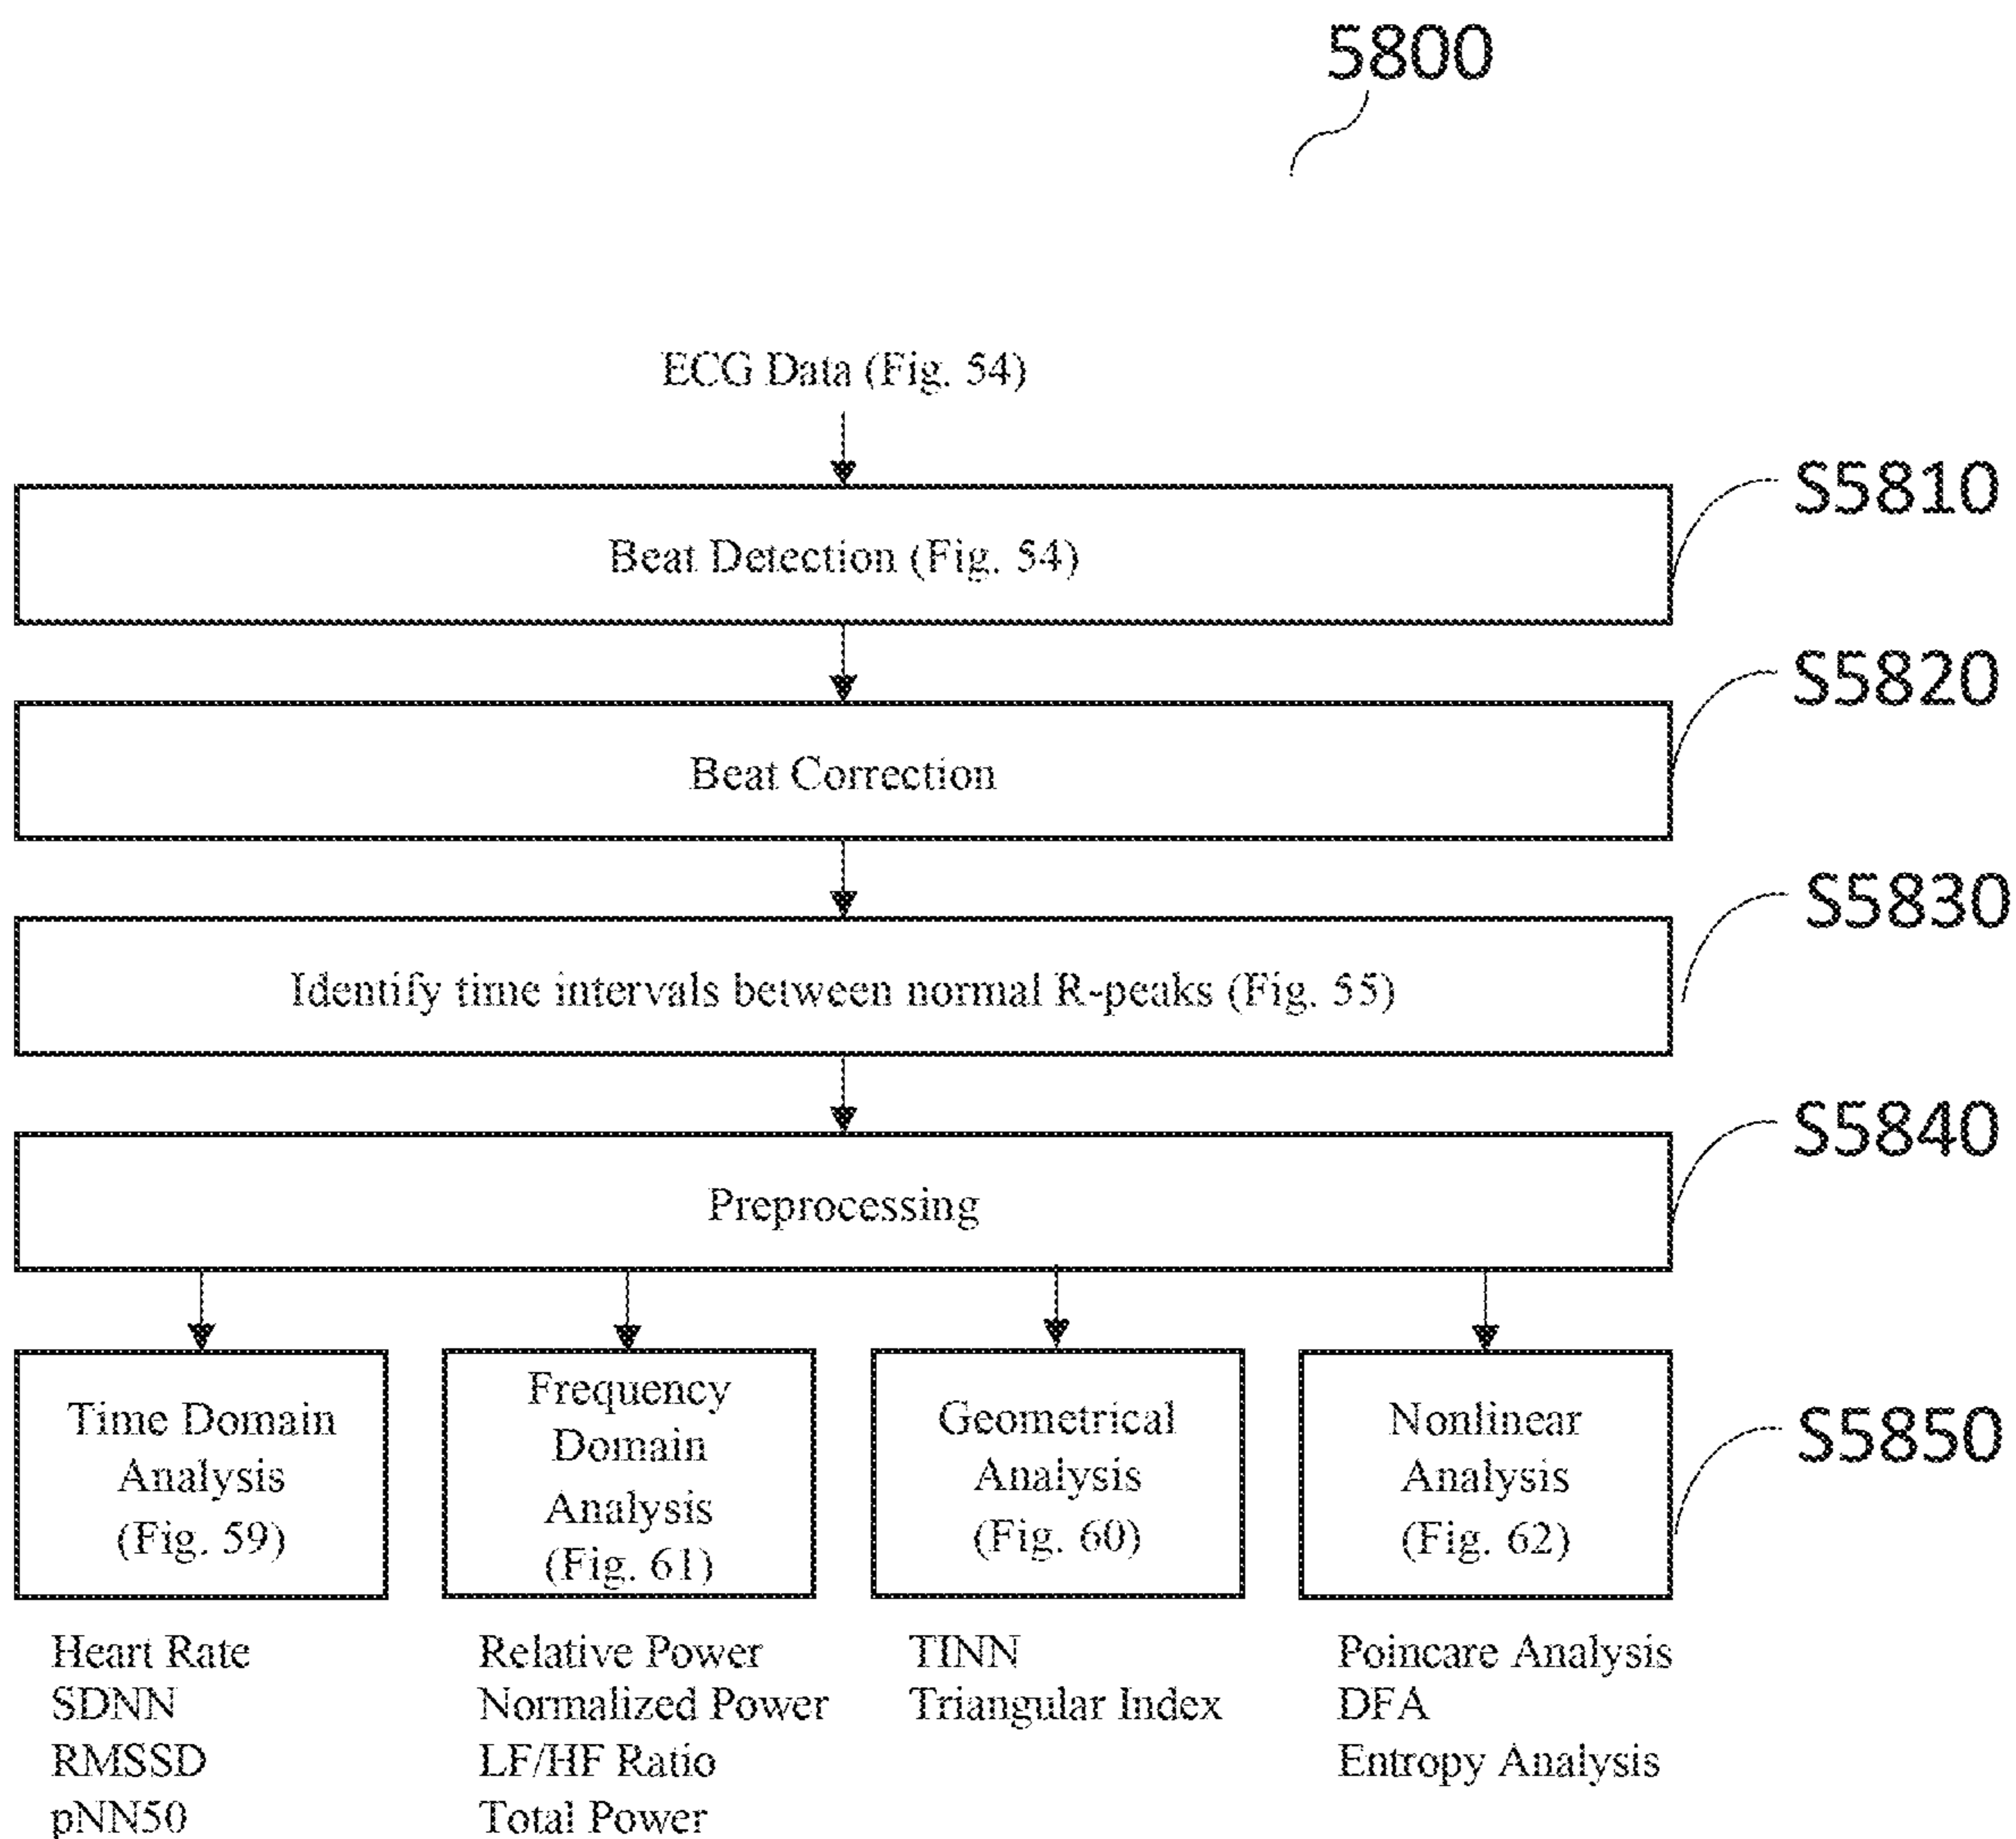 5800
ECG Data (Fig. 54)
Beat Detection (Fig. 54)
S5810
Beat Correction
S5820
Identify time intervals between normal R-peaks (Fig. 55)
S5830
Preprocessing
S5840
Time Domain
Analysis
(Fig. 59)
Frequency
Domain
Analysis
(Fig. 61)
Geometrical
Analysis
(Fig. 60)
Nonlinear
Analysis
(Fig. 62)
S5850
Heart Rate
SDNN
RMSSD
pNN50
Relative Power
Normalized Power
LF/HF Ratio
Total Power
TINN
Triangular Index
Poincare Analysis
DFA
Entropy Analysis